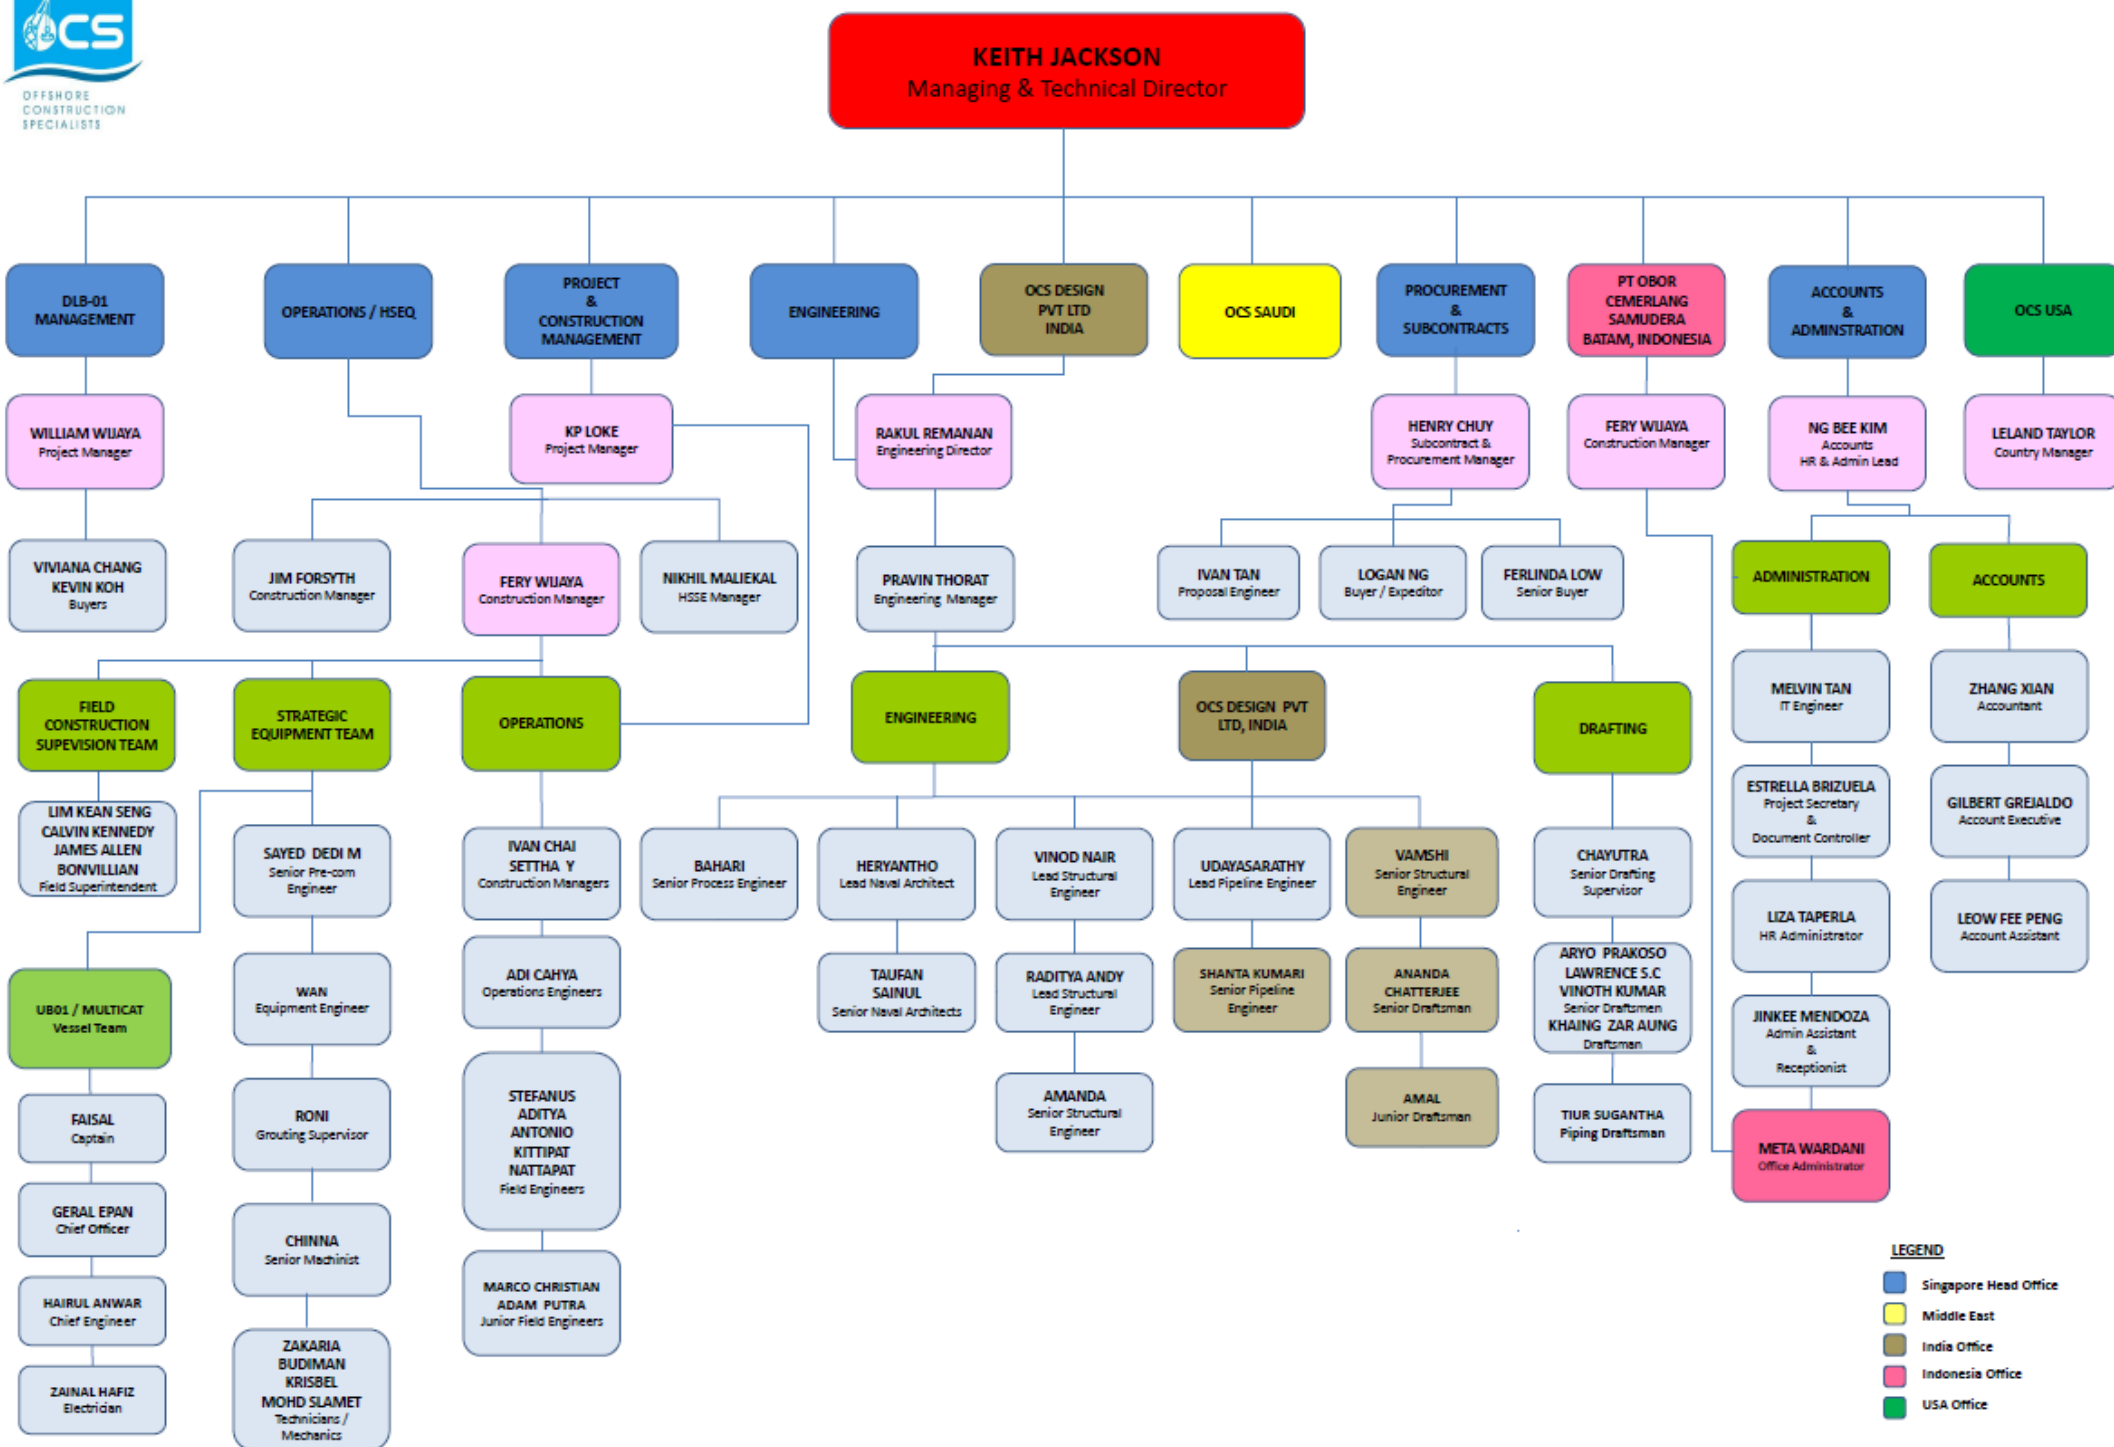 OCS
OFFSHORE
CONSTRUCTION
SPECIALISTS
KEITH JACKSON
Managing & Technical Director
DLB-01
MANAGEMENT
OPERATIONS / HSEQ
PROJECT
&
CONSTRUCTION
MANAGEMENT
ENGINEERING
OCS DESIGN
PVT LTD
INDIA
OCS SAUDI
PROCUREMENT
&
SUBCONTRACTS
PT OBOR
CEMERLANG
SAMUDERA
BATAM, INDONESIA
ACCOUNTS
&
ADMINSTRATION
OCS USA
WILLIAM WIJAYA
Project Manager
KP LOKE
Project Manager
RAKUL REMANAN
Engineering Director
HENRY CHUY
Subcontract &
Procurement Manager
FERY WIJAYA
Construction Manager
NG BEE KIM
Accounts
HR & Admin Lead
LELAND TAYLOR
Country Manager
VIVIANA CHANG
KEVIN KOH
Buyers
JIM FORSYTH
Construction Manager
FERY WIJAYA
Construction Manager
NIKHIL MALIEKAL
HSSE Manager
PRAVIN THORAT
Engineering Manager
IVAN TAN
Proposal Engineer
LOGAN NG
Buyer / Expeditor
FERLINDA LOW
Senior Buyer
ADMINISTRATION
ACCOUNTS
FIELD
CONSTRUCTION
SUPEVISION TEAM
STRATEGIC
EQUIPMENT TEAM
OPERATIONS
ENGINEERING
OCS DESIGN PVT
LTD, INDIA
DRAFTING
MELVIN TAN
IT Engineer
ZHANG XIAN
Accountant
LIM KEAN SENG
CALVIN KENNEDY
JAMES ALLEN
BONVILLIAN
Field Superintendent
SAYED DEDI M
Senior Pre-com
Engineer
IVAN CHAI
SETTHA Y
Construction Managers
BAHARI
Senior Process Engineer
HERYANTHO
Lead Naval Architect
VINOD NAIR
Lead Structural
Engineer
UDAYASARATHY
Lead Pipeline Engineer
VAMSHI
Senior Structural
Engineer
CHAYUTRA
Senior Drafting
Supervisor
ESTRELLA BRIZUELA
Project Secretary
&
Document Controller
GILBERT GREJALDO
Account Executive
UB01 / MULTICAT
Vessel Team
WAN
Equipment Engineer
ADI CAHYA
Operations Engineers
TAUFAN
SAINUL
Senior Naval Architects
RADITYA ANDY
Lead Structural
Engineer
SHANTA KUMARI
Senior Pipeline
Engineer
ANANDA
CHATTERJEE
Senior Draftsman
ARYO PRAKOSO
LAWRENCE S.C
VINOTH KUMAR
Senior Draftsmen
KHAING ZAR AUNG
Draftsman
LIZA TAPERLA
HR Administrator
LEOW FEE PENG
Account Assistant
FAISAL
Captain
RONI
Grouting Supervisor
STEFANUS
ADITYA
ANTONIO
KITTIPAT
NATTAPAT
Field Engineers
AMANDA
Senior Structural
Engineer
AMAL
Junior Draftsman
TIUR SUGANTHA
Piping Draftsman
JINKEE MENDOZA
Admin Assistant
&
Receptionist
META WARDANI
Office Administrator
GERAL EPAN
Chief Officer
CHINNA
Senior Machinist
HAIRUL ANWAR
Chief Engineer
MARCO CHRISTIAN
ADAM PUTRA
Junior Field Engineers
ZAINAL HAFIZ
Electrician
ZAKARIA
BUDIMAN
KRISBEL
MOHD SLAMET
Technicians /
Mechanics
LEGEND
Singapore Head Office
Middle East
India Office
Indonesia Office
USA Office